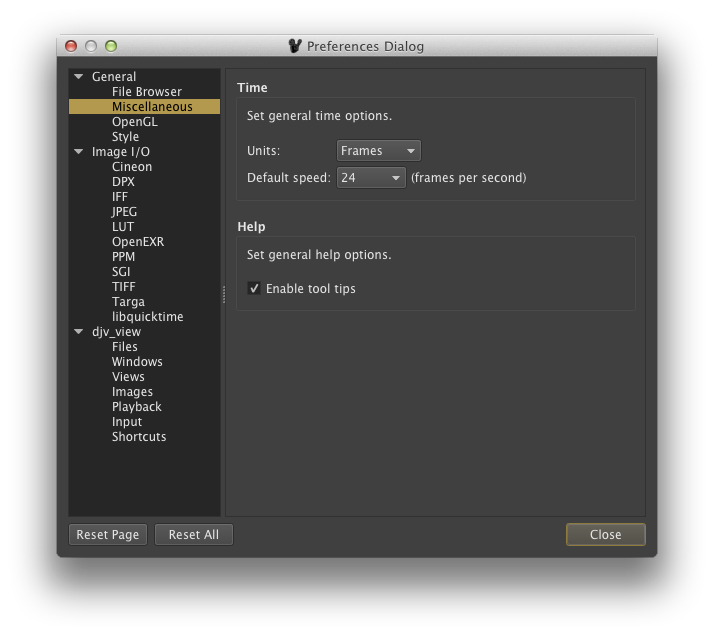 Preferences Dialog
General
File Browser
Miscellaneous
OpenGL
Style
Image I/O
Cineon
DPX
IFF
JPEG
LUT
OpenEXR
PPM
SGI
TIFF
Targa
libquicktime
djv_view
Files
Windows
Views
Images
Playback
Input
Shortcuts
Time
Set general time options.
Units: Frames
Default speed: 24 (frames per second)
Help
Set general help options.
Enable tool tips
Reset Page Reset All Close